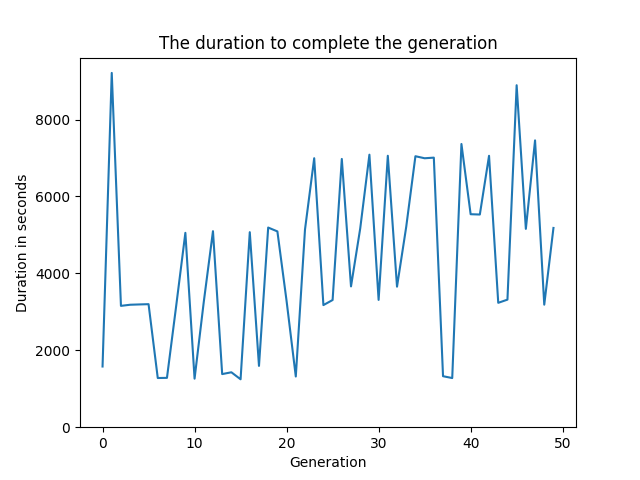 The duration to complete the generation
Duration in seconds
8000
6000
4000
2000
0
0 10 20 30 40 50
Generation